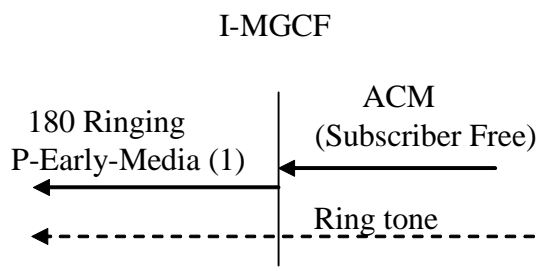 I-MGCF
ACM
(Subscriber Free)
180 Ringing
P-Early-Media (1)
Ring tone